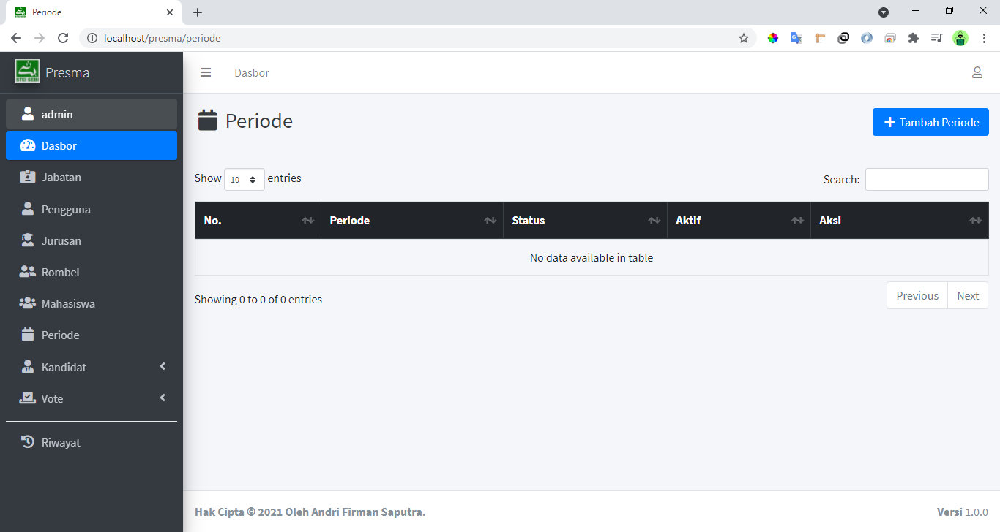 Periode
localhost/presma/periode
STEI SEBI
Presma
Dasbor
admin
Dasbor
Jabatan
Pengguna
Jurusan
Rombel
Mahasiswa
Periode
Kandidat
Vote
Riwayat
Periode
Tambah Periode
Show 10 entries
Search:
No. Periode Status Aktif Aksi
No data available in table
Showing 0 to 0 of 0 entries
Previous Next
Hak Cipta © 2021 Oleh Andri Firman Saputra.
Versi 1.0.0